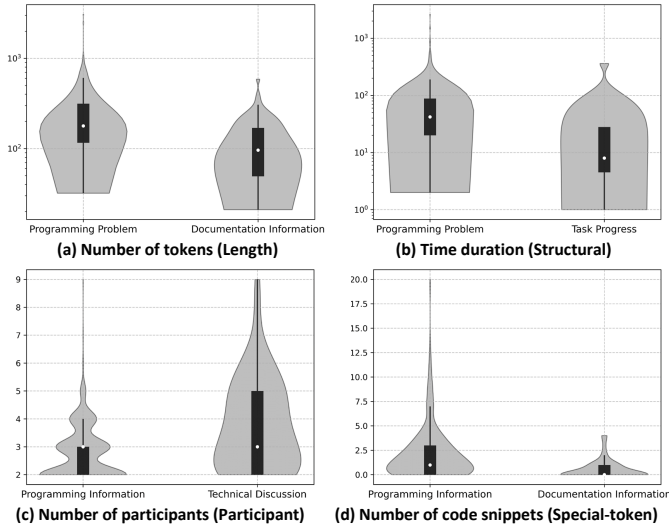 10³
10²
Programming Problem Documentation Information
(a) Number of tokens (Length)
10³
10²
10¹
10⁰
Programming Problem Task Progress
(b) Time duration (Structural)
9
8
7
6
5
4
3
2
Programming Information Technical Discussion
(c) Number of participants (Participant)
20.0
17.5
15.0
12.5
10.0
7.5
5.0
2.5
0.0
Programming Information Documentation Information
(d) Number of code snippets (Special-token)